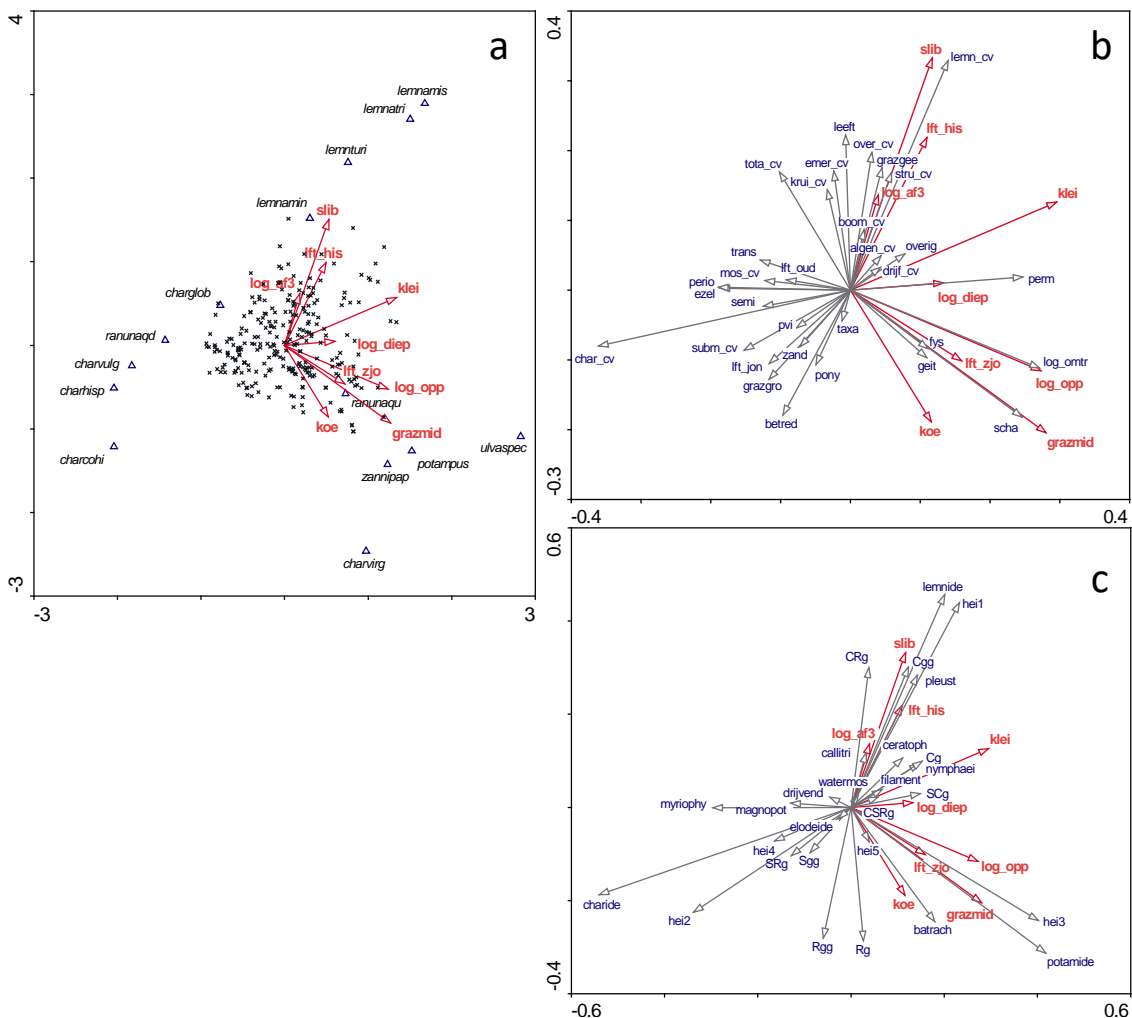 4
a
lemnamis
lemnatri
lemnturi
lemnamin
slib
lft_his
log_af3
klei
charglob
ranunaqd
log_diep
charvulg
lft_zjo
log_opp
charhisp
ranunaqu
koe
grazmid
ulvaspec
charcohi
potampus
zannipap
charvirg
-3
-3
3
0.4
b
slib
lemn_cv
lft_his
leeft
over_cv
tota_cv
emer_cv
grazgee
krui_cv
stru_cv
log_af3
klei
boom_cv
trans
algen_cv
overig
mos_cv
lft_oud
drijf_cv
perm
perio
ezel
log_diep
semi
pvi
taxa
char_cv
subm_cv
zand
fys
lft_jon
geit
lft_zjo
log_omtr
grazgro
pony
log_opp
betred
koe
scha
grazmid
-0.3
-0.4
0.4
0.6
c
lemnide
hei1
slib
CRg
Cgg
pleust
lft_his
log_af3
callitri
ceratoph
klei
Cg
nymphaei
watermos
filament
drijvend
SCg
myriophy
magnopot
log_diep
CSRg
elodeide
hei4
hei5
SRg
Sgg
lft_zjo
log_opp
charide
koe
grazmid
hei2
batrach
hei3
Rgg
Rg
potamide
-0.4
-0.6
0.6